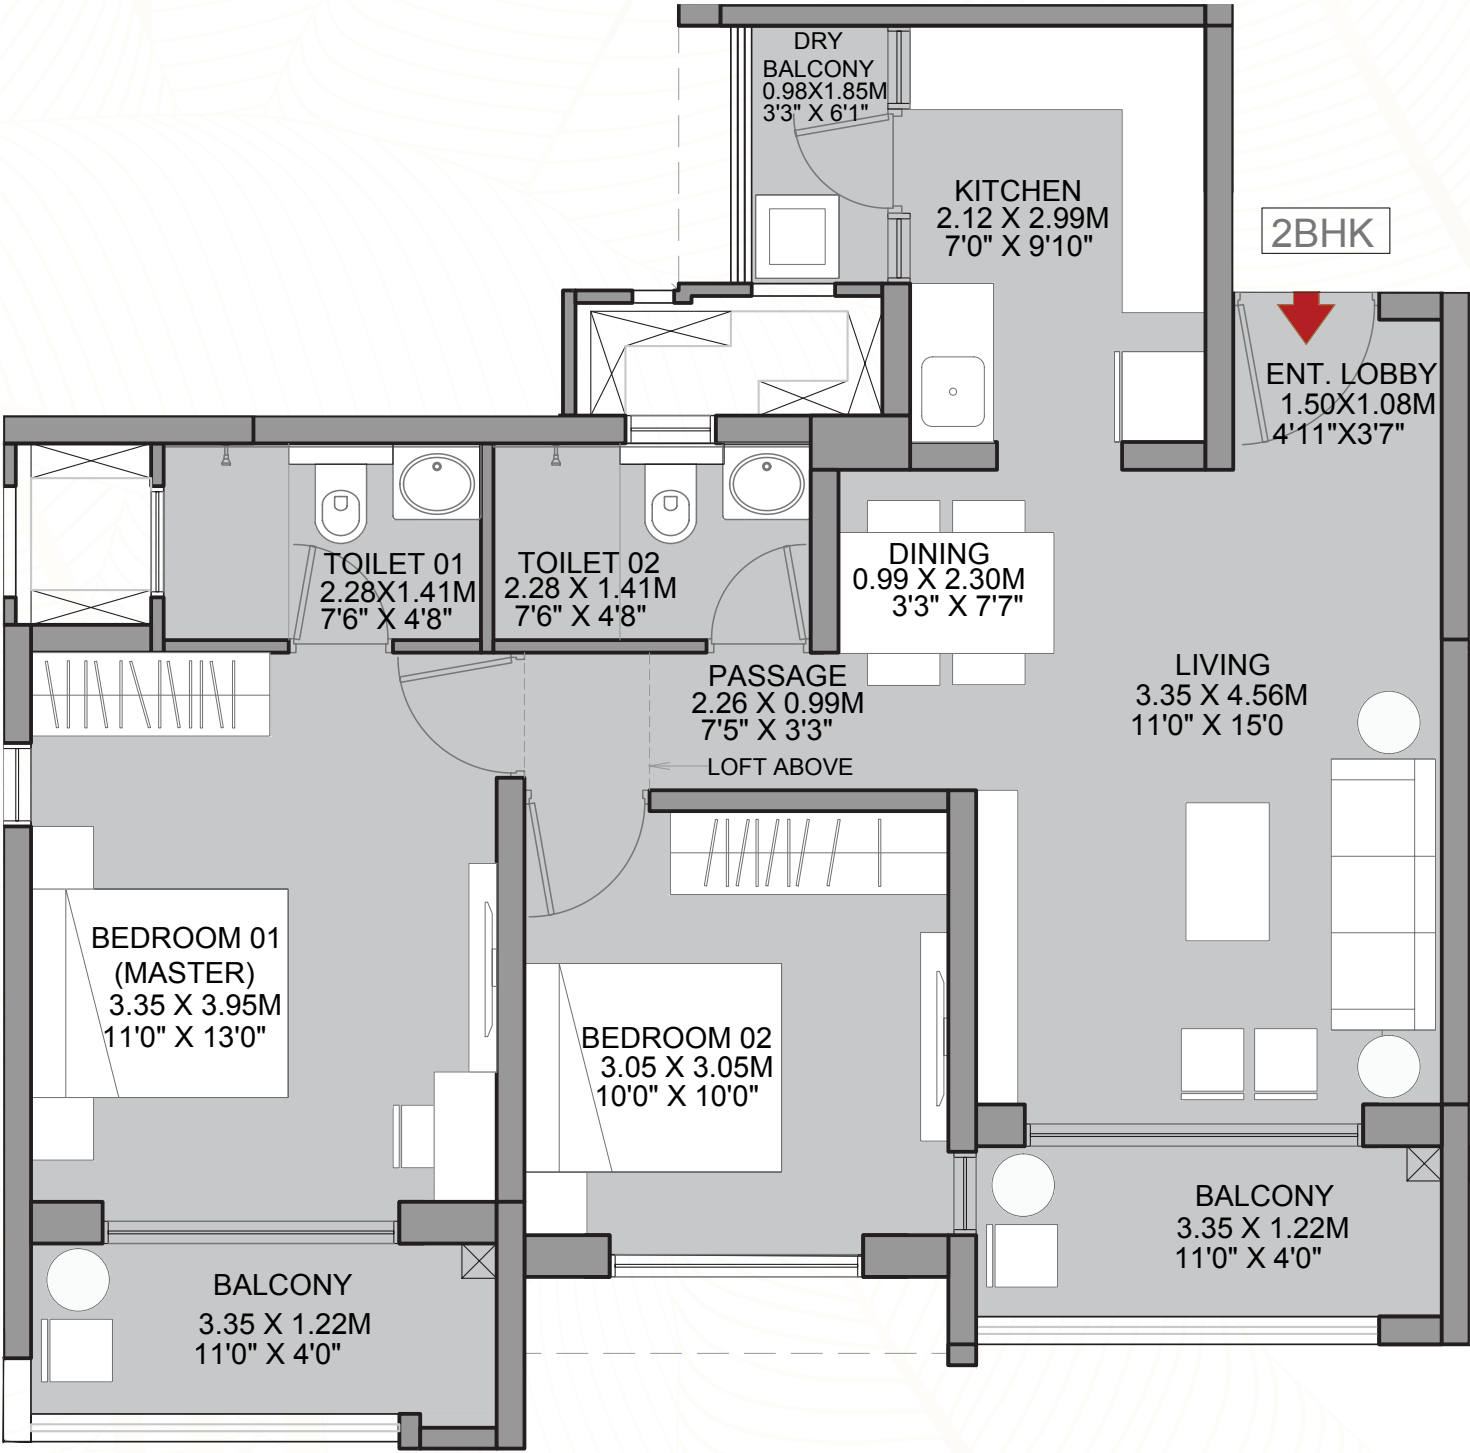 DRY
BALCONY
0.98X1.85M
3'3" X 6'1"
KITCHEN
2.12 X 2.99M
7'0" X 9'10"
2BHK
ENT. LOBBY
1.50X1.08M
4'11"X3'7"
TOILET 01
2.28X1.41M
7'6" X 4'8"
TOILET 02
2.28 X 1.41M
7'6" X 4'8"
DINING
0.99 X 2.30M
3'3" X 7'7"
PASSAGE
2.26 X 0.99M
7'5" X 3'3"
LOFT ABOVE
LIVING
3.35 X 4.56M
11'0" X 15'0
BEDROOM 01
(MASTER)
3.35 X 3.95M
11'0" X 13'0"
BEDROOM 02
3.05 X 3.05M
10'0" X 10'0"
BALCONY
3.35 X 1.22M
11'0" X 4'0"
BALCONY
3.35 X 1.22M
11'0" X 4'0"